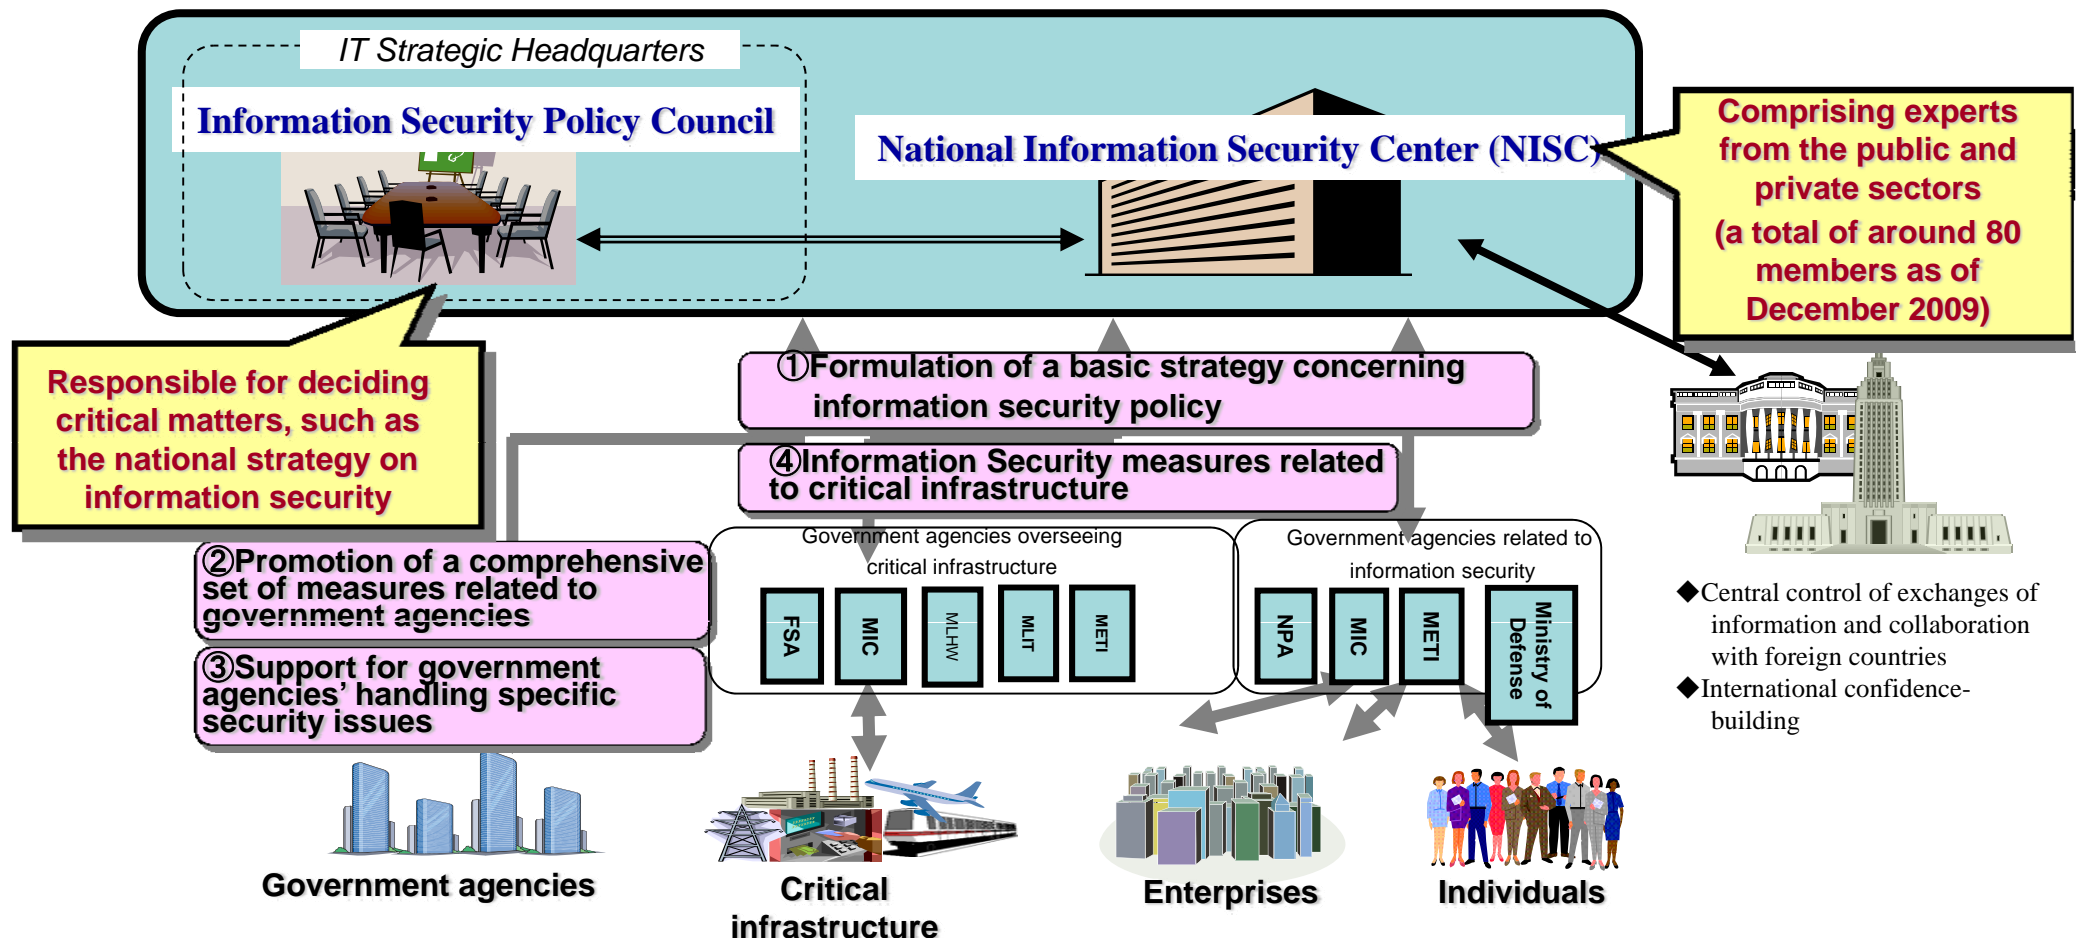 IT Strategic Headquarters
Information Security Policy Council
National Information Security Center (NISC)
Comprising experts
from the public and
private sectors
(a total of around 80
members as of
December 2009)
Responsible for deciding
critical matters, such as
the national strategy on
information security
①Formulation of a basic strategy concerning
information security policy
④Information Security measures related
to critical infrastructure
②Promotion of a comprehensive
set of measures related to
government agencies
③Support for government
agencies’ handling specific
security issues
Government agencies overseeing
critical infrastructure
FSA
MIC
MLHW
MLIT
METI
Government agencies related to
information security
NPA
MIC
METI
Ministry of
Defense
◆Central control of exchanges of
information and collaboration
with foreign countries
◆International confidence-
building
Government agencies
Critical
infrastructure
Enterprises
Individuals